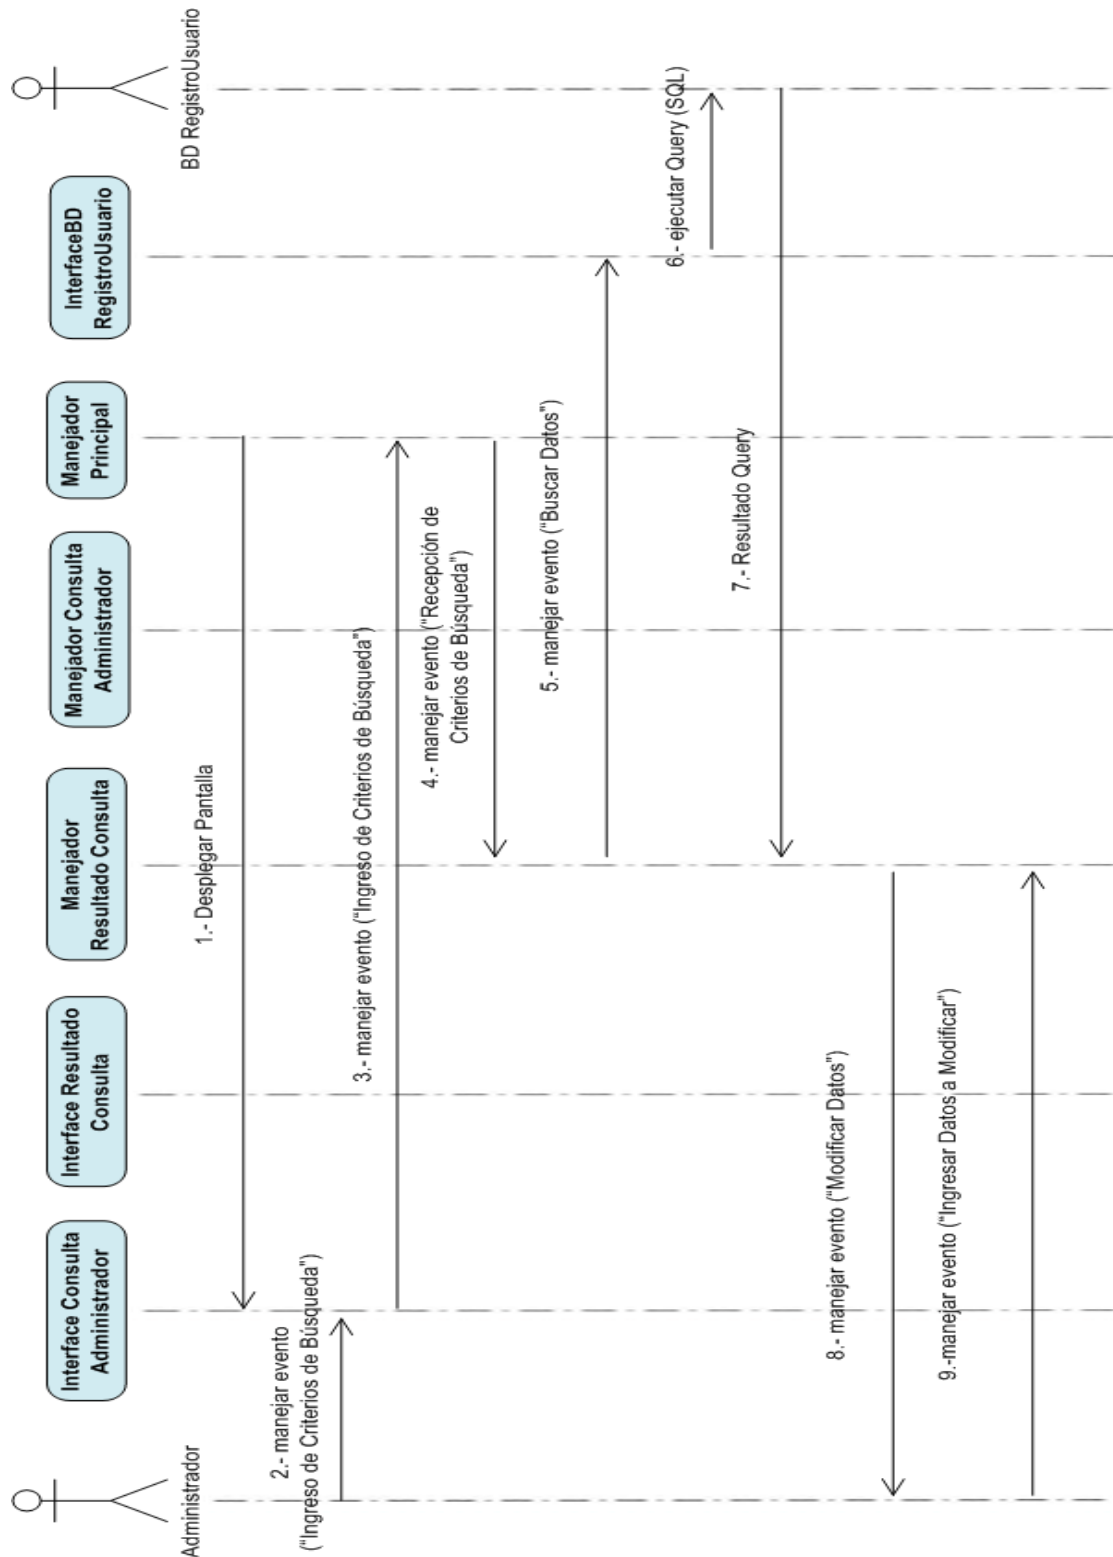 Administrador
Interface Consulta
Administrador
Interface Resultado
Consulta
Manejador
Resultado Consulta
Manejador Consulta
Administrador
Manejador
Principal
InterfaceBD
RegistroUsuario
BD RegistroUsuario
1.- Desplegar Pantalla
2.- manejar evento
("Ingreso de Criterios de Búsqueda")
3.- manejar evento ("Ingreso de Criterios de Búsqueda")
4.- manejar evento ("Recepción de
Criterios de Búsqueda")
5.- manejar evento ("Buscar Datos")
6.- ejecutar Query (SQL)
7.- Resultado Query
8.- manejar evento ("Modificar Datos")
9.-manejar evento ("Ingresar Datos a Modificar")